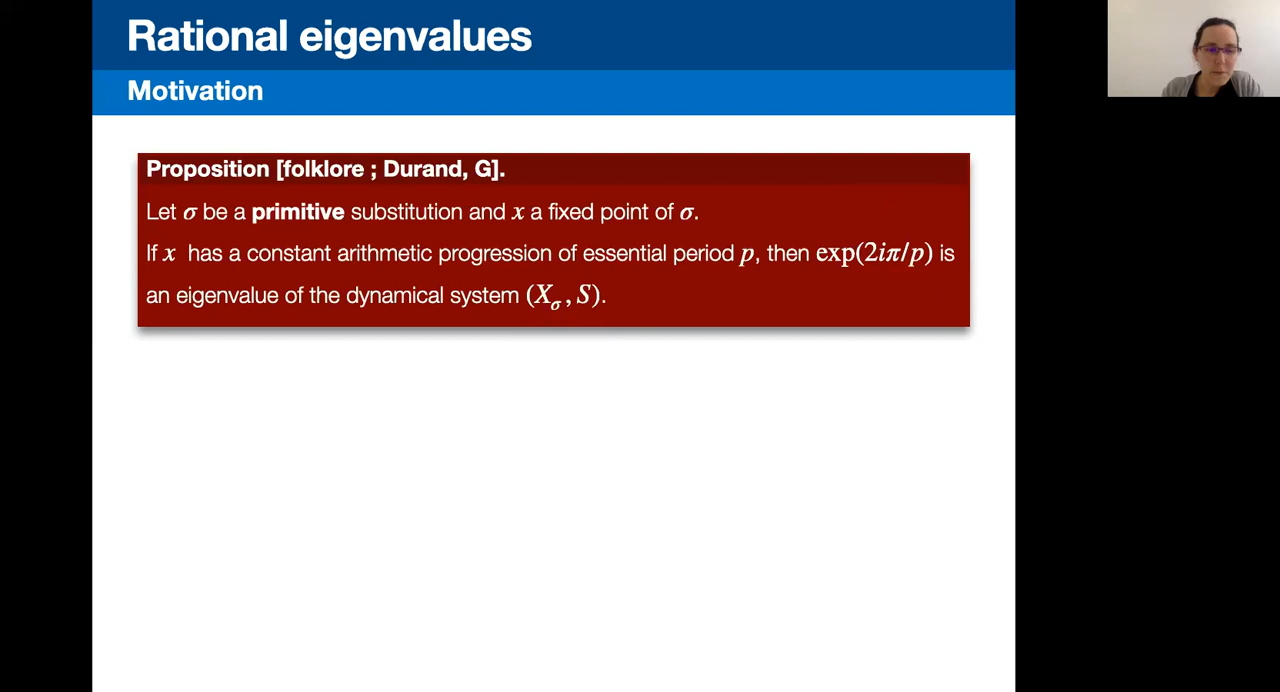 Rational eigenvalues
Motivation
Proposition [folklore ; Durand, G].
Let σ be a primitive substitution and x a fixed point of σ.
If x has a constant arithmetic progression of essential period p, then exp(2iπ/p) is
an eigenvalue of the dynamical system (X_σ, S).